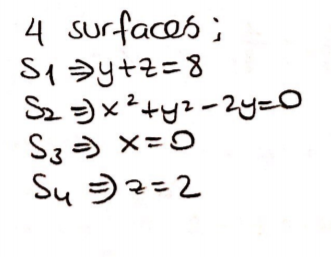 4 surfaces;
S1 ⇒ y+z=8
S2 ⇒ x²+y²-2y=0
S3 ⇒ x=0
S4 ⇒ z=2